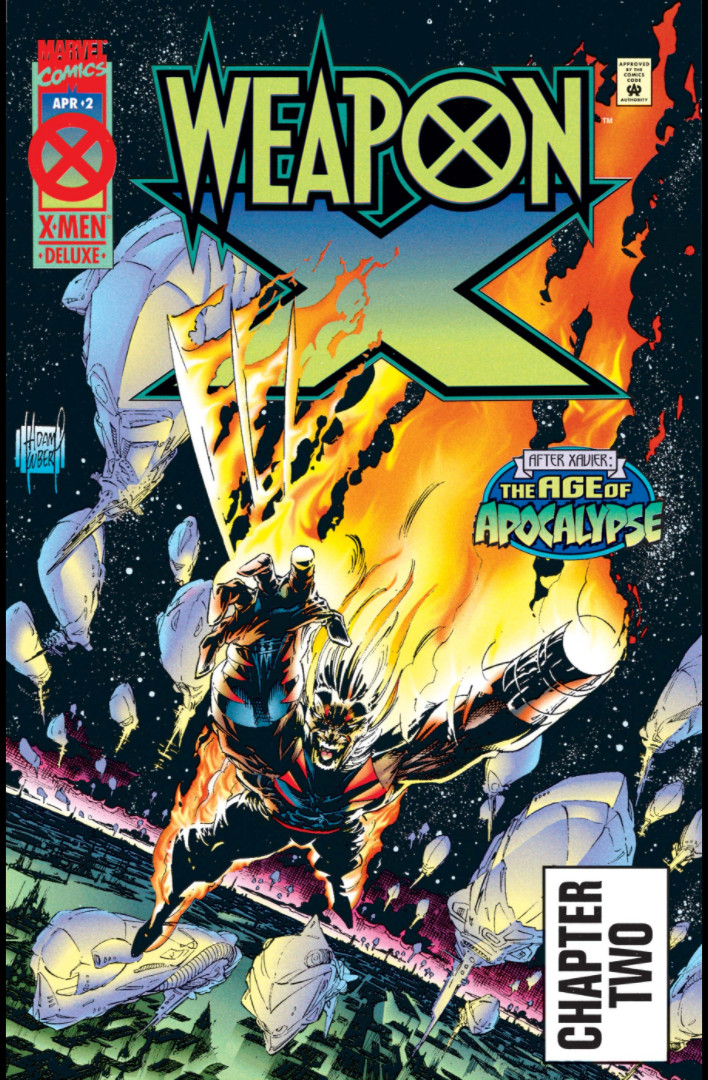 MARVEL
COMICS
APR • 2
X•MEN
•DELUXE•
WEAPON
X
TM
APPROVED
BY THE
COMICS
CODE
CA
AUTHORITY
ADAM
KUBERT
AFTER XAVIER:
THE AGE OF
APOCALYPSE
CHAPTER
TWO